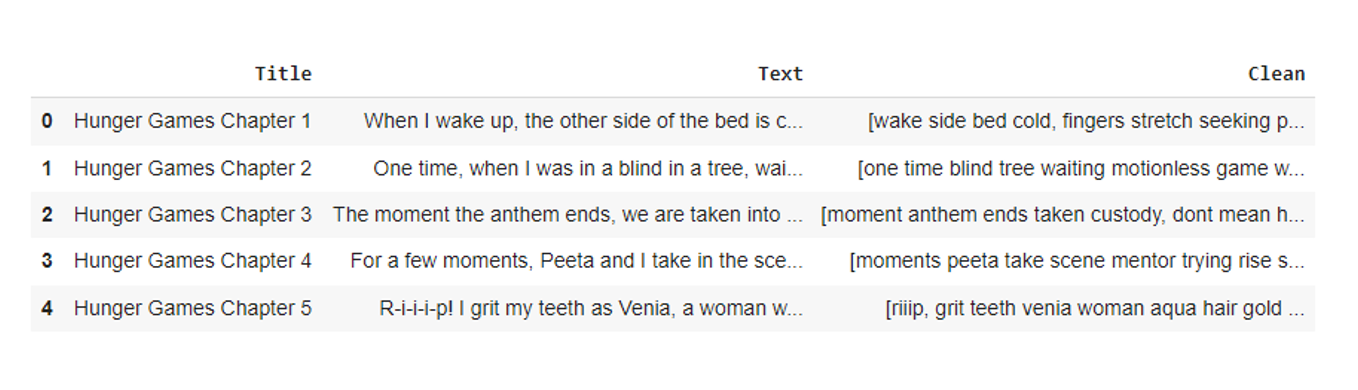 Title Text Clean
0 Hunger Games Chapter 1 When I wake up, the other side of the bed is c... [wake side bed cold, fingers stretch seeking p...
1 Hunger Games Chapter 2 One time, when I was in a blind in a tree, wai... [one time blind tree waiting motionless game w...
2 Hunger Games Chapter 3 The moment the anthem ends, we are taken into ... [moment anthem ends taken custody, dont mean h...
3 Hunger Games Chapter 4 For a few moments, Peeta and I take in the sce... [moments peeta take scene mentor trying rise s...
4 Hunger Games Chapter 5 R-i-i-i-p! I grit my teeth as Venia, a woman w... [riiip, grit teeth venia woman aqua hair gold ...